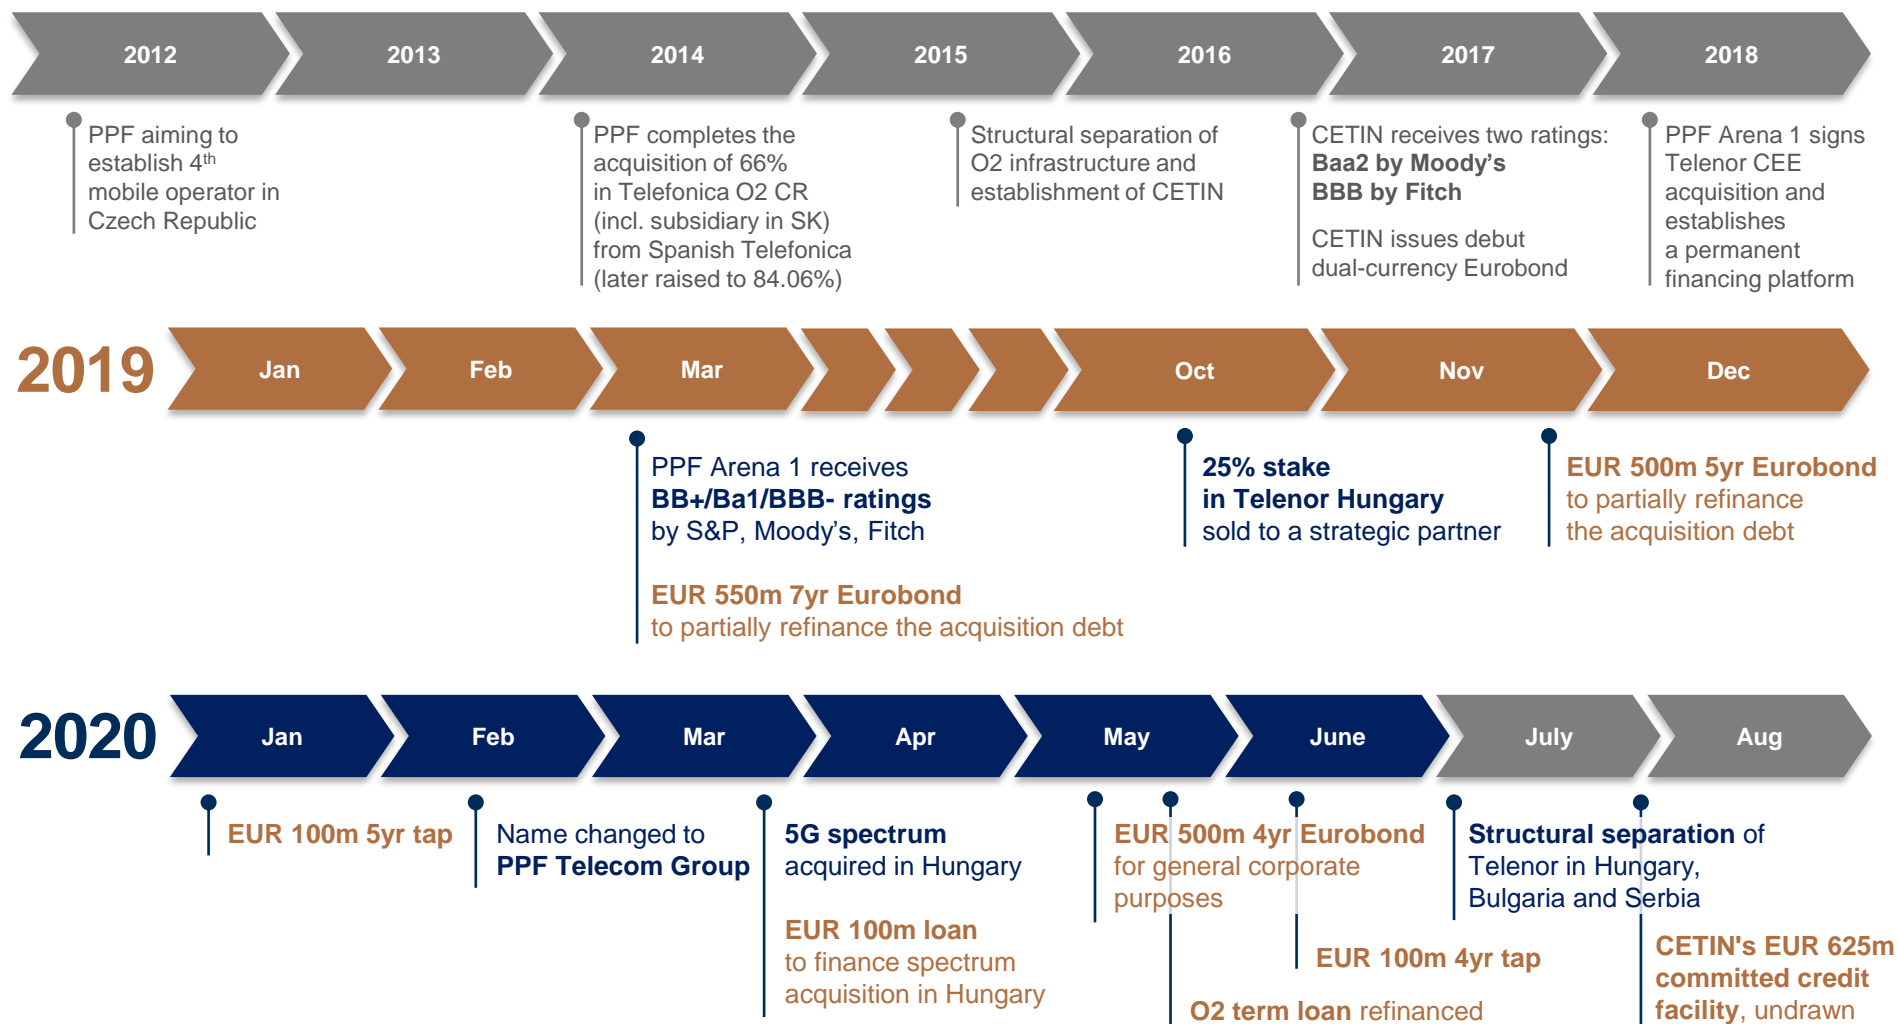 2012 2013 2014 2015 2016 2017 2018
PPF aiming to
establish 4th
mobile operator in
Czech Republic
PPF completes the
acquisition of 66%
in Telefonica O2 CR
(incl. subsidiary in SK)
from Spanish Telefonica
(later raised to 84.06%)
Structural separation of
O2 infrastructure and
establishment of CETIN
CETIN receives two ratings:
Baa2 by Moody’s
BBB by Fitch
CETIN issues debut
dual-currency Eurobond
PPF Arena 1 signs
Telenor CEE
acquisition and
establishes
a permanent
financing platform
2019 Jan Feb Mar Oct Nov Dec
PPF Arena 1 receives
BB+/Ba1/BBB- ratings
by S&P, Moody’s, Fitch
EUR 550m 7yr Eurobond
to partially refinance the acquisition debt
25% stake
in Telenor Hungary
sold to a strategic partner
EUR 500m 5yr Eurobond
to partially refinance
the acquisition debt
2020 Jan Feb Mar Apr May June July Aug
EUR 100m 5yr tap
Name changed to
PPF Telecom Group
5G spectrum
acquired in Hungary
EUR 100m loan
to finance spectrum
acquisition in Hungary
EUR 500m 4yr Eurobond
for general corporate
purposes
O2 term loan refinanced
EUR 100m 4yr tap
Structural separation of
Telenor in Hungary,
Bulgaria and Serbia
CETIN's EUR 625m
committed credit
facility, undrawn